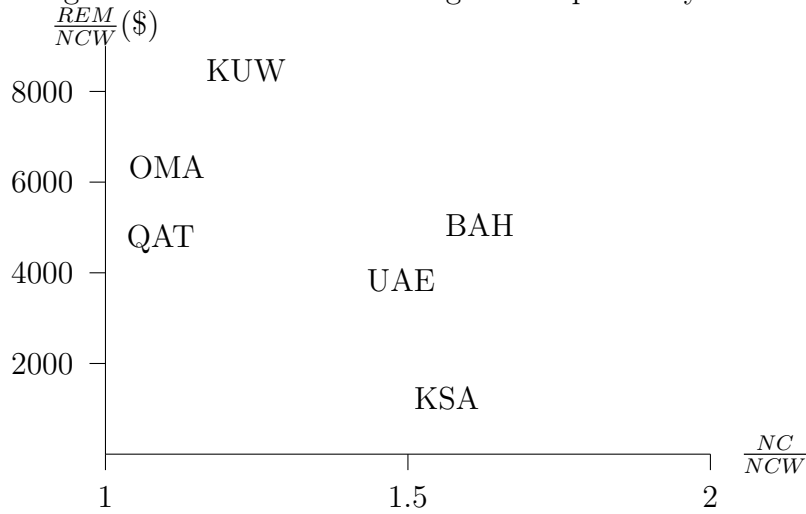 REM/NCW ($)
KUW
8000
OMA
6000
QAT
BAH
4000
UAE
2000
KSA
NC/NCW
1 1.5 2